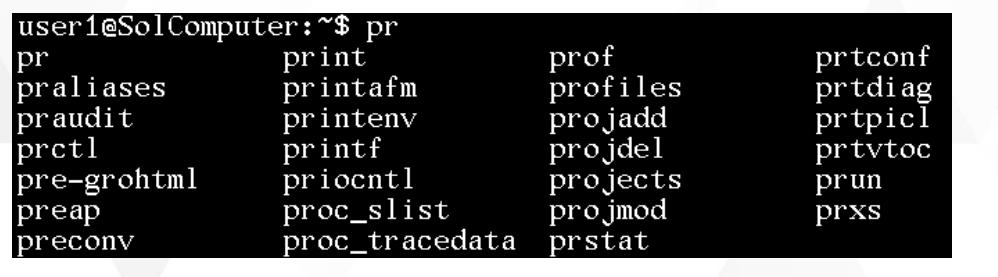 user1@SolComputer:~$ pr
pr print prof prtconf
praliases printafm profiles prtdiag
praudit printenv projadd prtpicl
prctl printf projdel prtvtoc
pre-grohtml priocntl projects prun
preap proc_slist projmod prxs
preconv proc_tracedata prstat